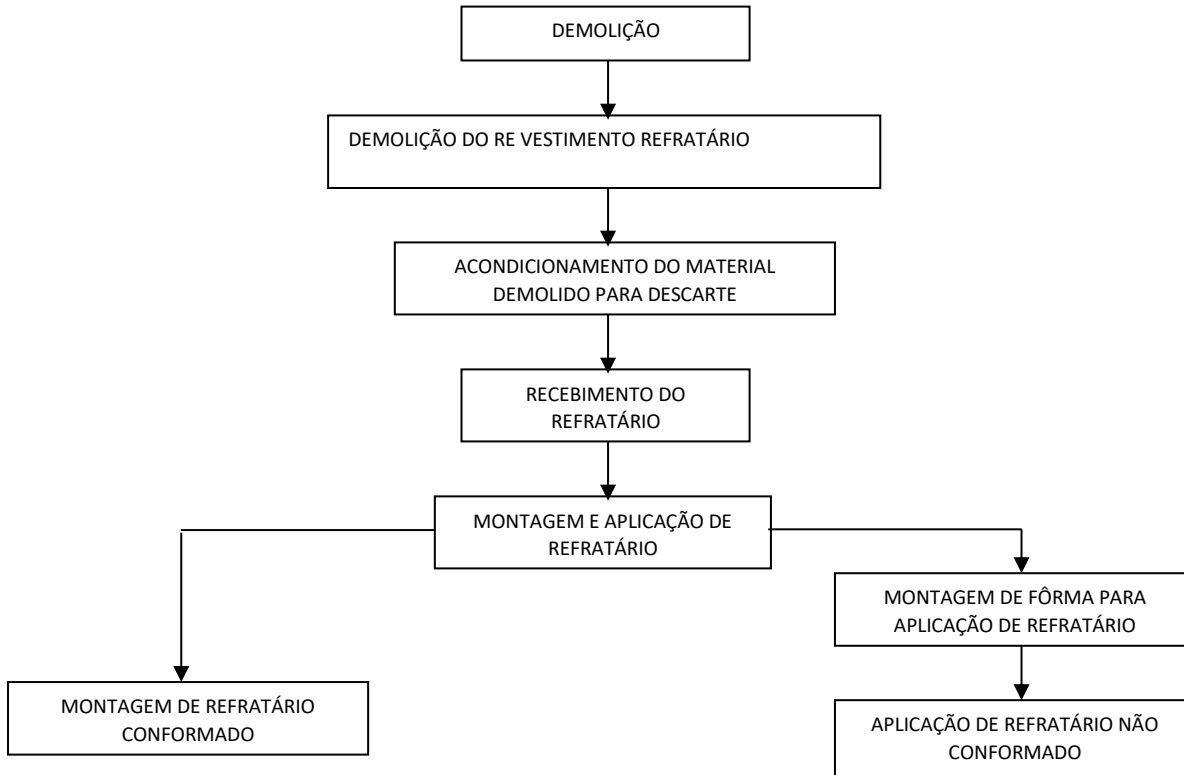 DEMOLIÇÃO
DEMOLIÇÃO DO RE VESTIMENTO REFRATÁRIO
ACONDICIONAMENTO DO MATERIAL
DEMOLIDO PARA DESCARTE
RECEBIMENTO DO
REFRATÁRIO
MONTAGEM E APLICAÇÃO DE
REFRATÁRIO
MONTAGEM DE FÔRMA PARA
APLICAÇÃO DE REFRATÁRIO
MONTAGEM DE REFRATÁRIO
CONFORMADO
APLICAÇÃO DE REFRATÁRIO NÃO
CONFORMADO